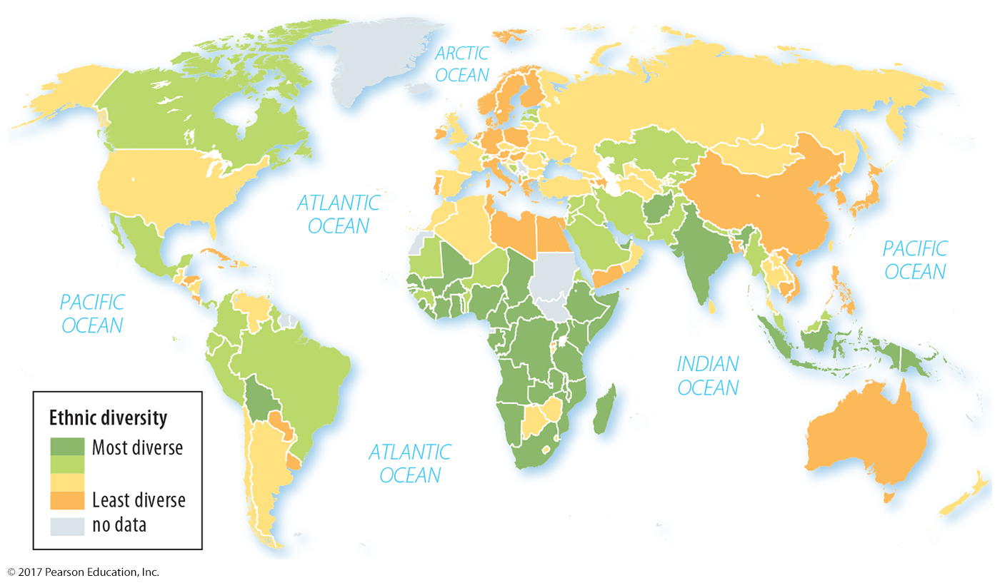 ARCTIC
OCEAN
ATLANTIC
OCEAN
PACIFIC
OCEAN
PACIFIC
OCEAN
INDIAN
OCEAN
ATLANTIC
OCEAN
Ethnic diversity
Most diverse
Least diverse
no data
© 2017 Pearson Education, Inc.